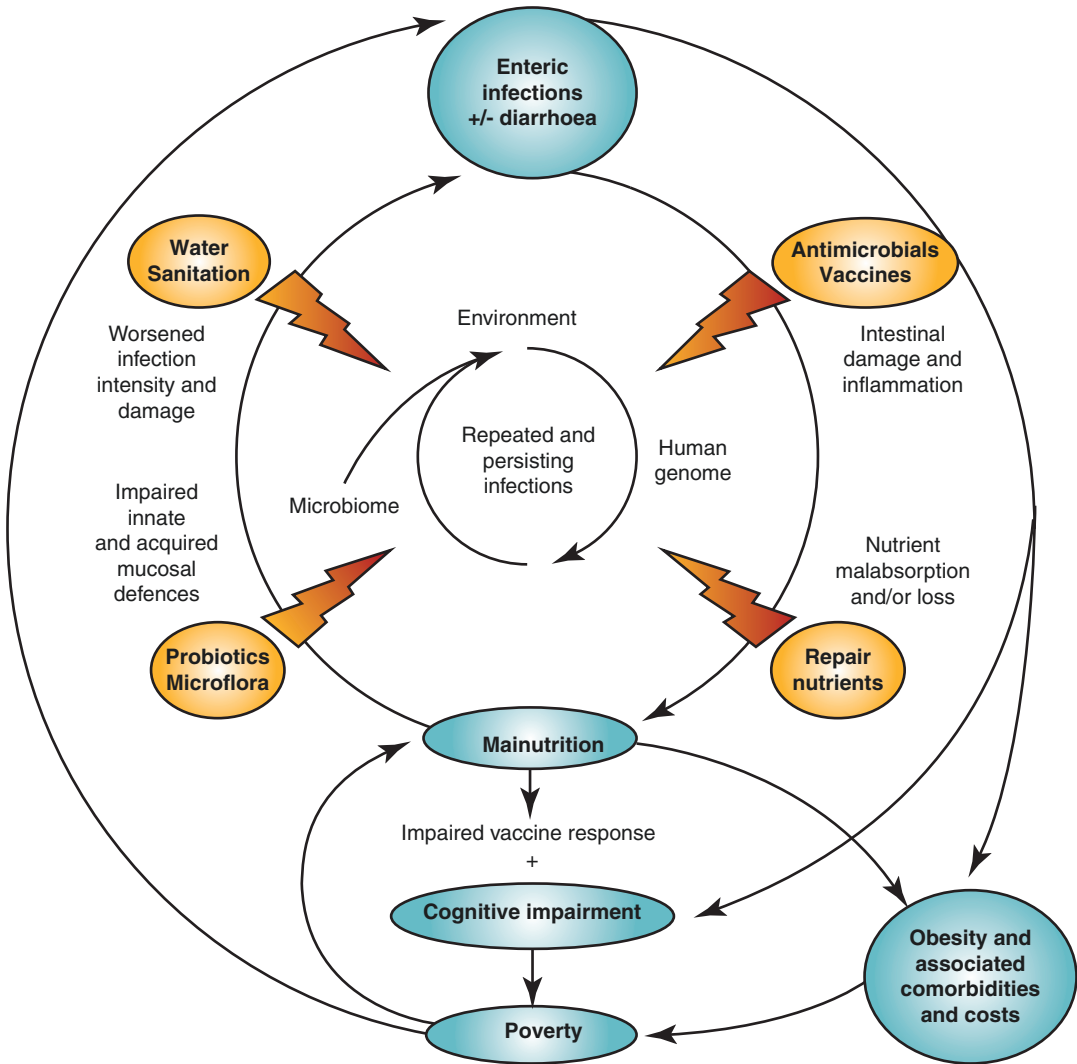 Enteric
infections
+/- diarrhoea
Water
Sanitation
Antimicrobials
Vaccines
Worsened
infection
intensity and
damage
Environment
Intestinal
damage and
inflammation
Repeated and
persisting
infections
Human
genome
Microbiome
Impaired
innate
and acquired
mucosal
defences
Nutrient
malabsorption
and/or loss
Probiotics
Microflora
Repair
nutrients
Mainutrition
Impaired vaccine response
+
Cognitive impairment
Obesity and
associated
comorbidities
and costs
Poverty